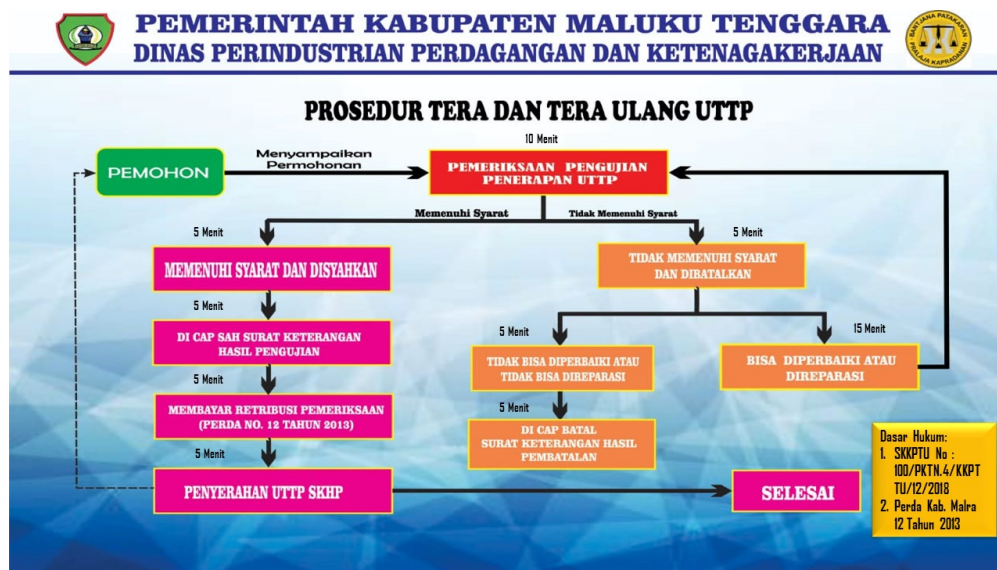 PEMERINTAH KABUPATEN MALUKU TENGGARA
DINAS PERINDUSTRIAN PERDAGANGAN DAN KETENAGAKERJAAN
PROSEDUR TERA DAN TERA ULANG UTTP
10 Menit
PEMOHON
Menyampaikan
Permohonan
PEMERIKSAAN PENGUJIAN
PENERAPAN UTTP
Memenuhi Syarat
Tidak Memenuhi Syarat
5 Menit
MEMENUHI SYARAT DAN DISYAHKAN
5 Menit
TIDAK MEMENUHI SYARAT
DAN DIBATALKAN
5 Menit
DI CAP SAH SURAT KETERANGAN
HASIL PENGUJIAN
5 Menit
TIDAK BISA DIPERBAIKI ATAU
TIDAK BISA DIREPARASI
15 Menit
BISA DIPERBAIKI ATAU
DIREPARASI
5 Menit
MEMBAYAR RETRIBUSI PEMERIKSAAN
(PERDA NO. 12 TAHUN 2013)
5 Menit
DI CAP BATAL
SURAT KETERANGAN HASIL
PEMBATALAN
5 Menit
PENYERAHAN UTTP SKHP
SELESAI
Dasar Hukum:
1. SKKPTU No :
100/PKTN.4/KKPT
TU/12/2018
2. Perda Kab. Malra
12 Tahun 2013